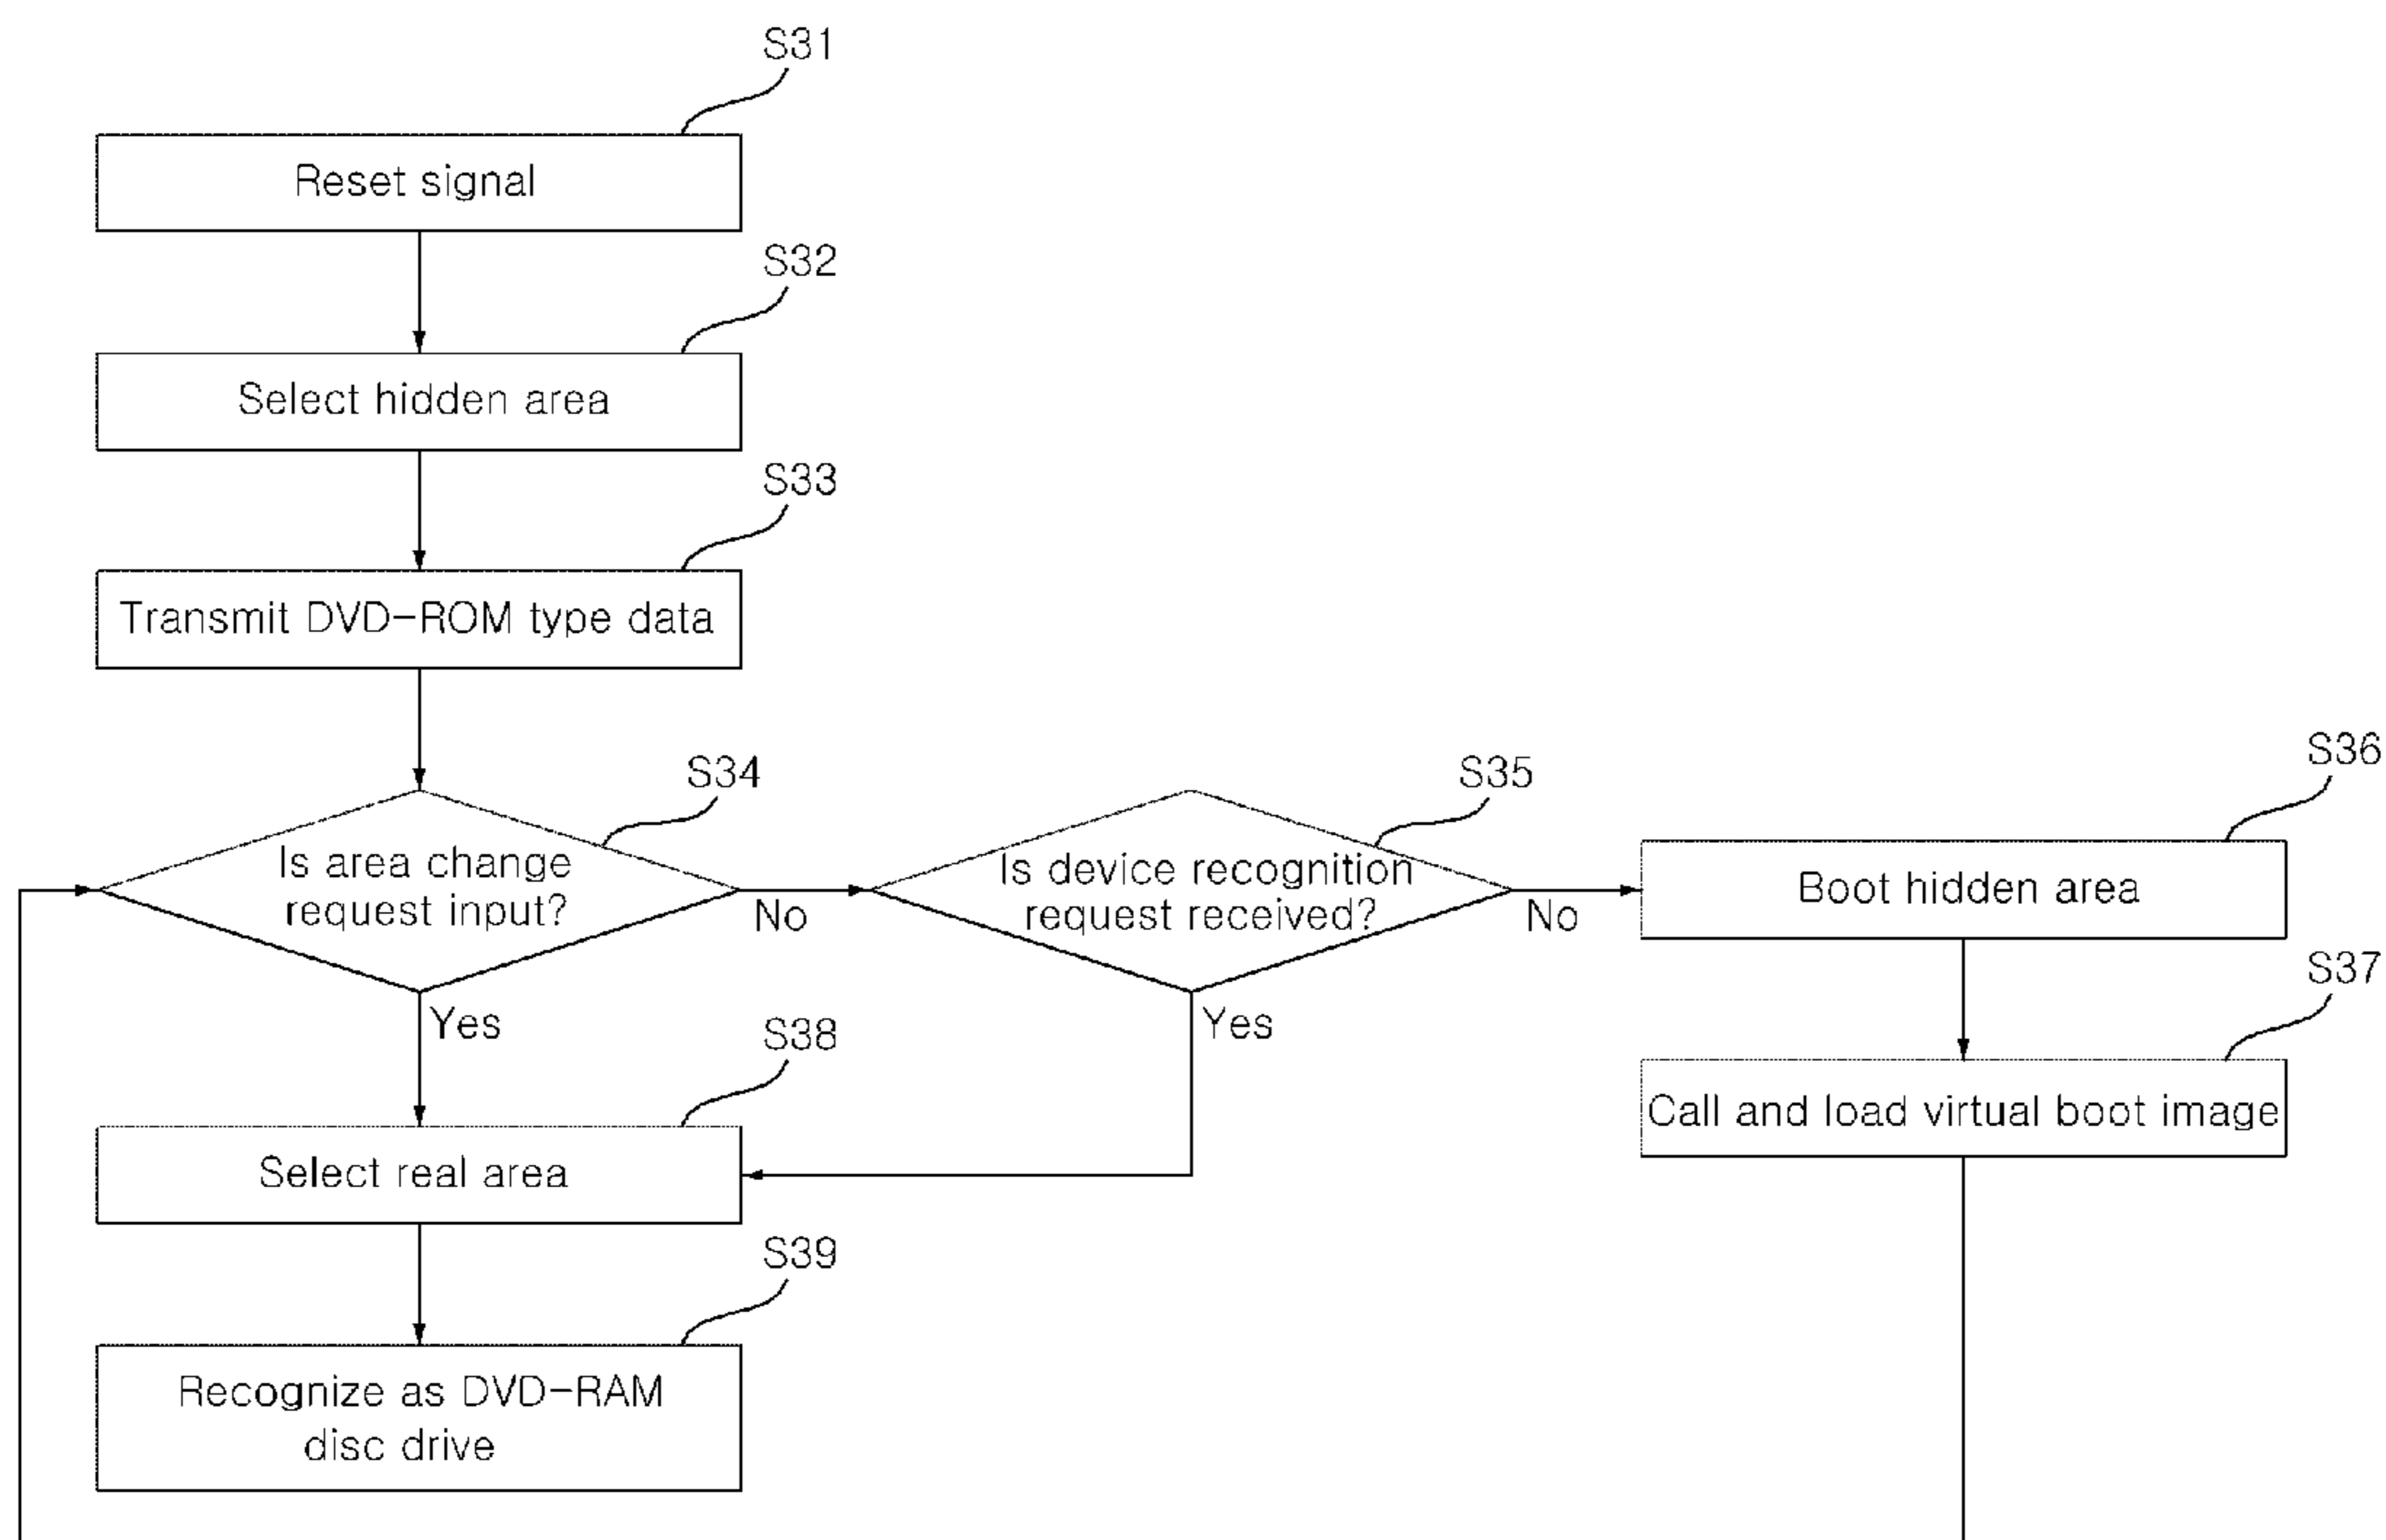 S31
Reset signal
S32
Select hidden area
S33
Transmit DVD-ROM type data
S34
Is area change
request input?
No
Yes
S35
Is device recognition
request received?
No
Yes
S36
Boot hidden area
S37
Call and load virtual boot image
S38
Select real area
S39
Recognize as DVD-RAM
disc drive